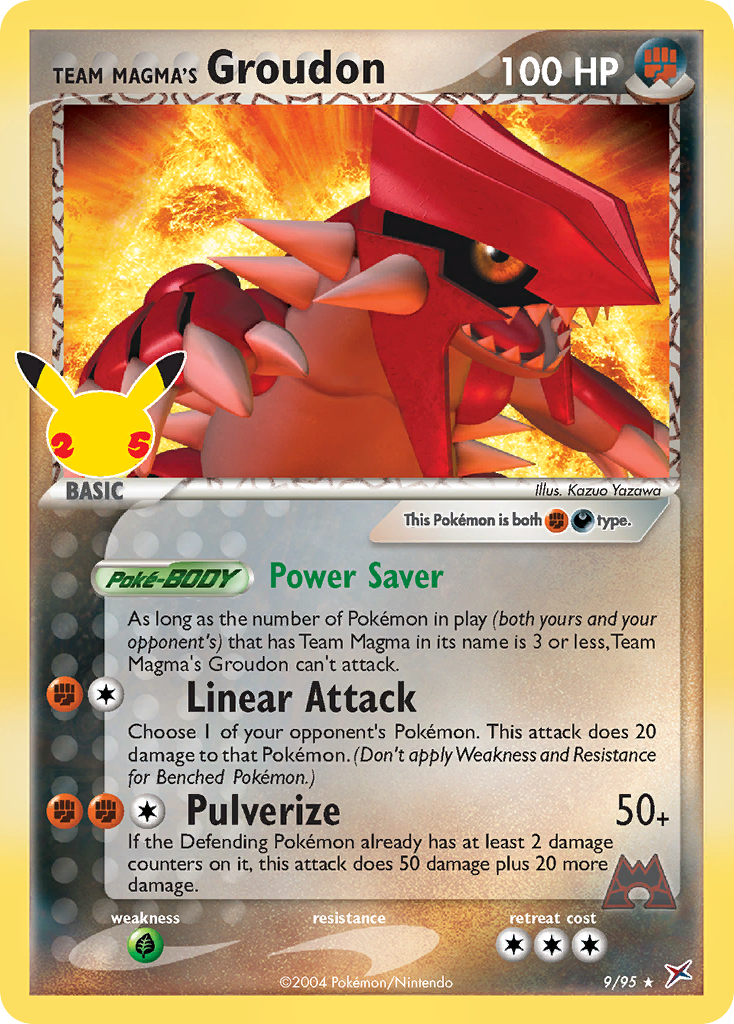 TEAM MAGMA'S Groudon 100 HP
25
BASIC
Illus. Kazuo Yazawa
This Pokémon is both type.
Poké-BODY Power Saver
As long as the number of Pokémon in play (both yours and your
opponent's) that has Team Magma in its name is 3 or less, Team
Magma's Groudon can't attack.
Linear Attack
Choose 1 of your opponent's Pokémon. This attack does 20
damage to that Pokémon. (Don't apply Weakness and Resistance
for Benched Pokémon.)
Pulverize 50+
If the Defending Pokémon already has at least 2 damage
counters on it, this attack does 50 damage plus 20 more
damage.
weakness resistance retreat cost
©2004 Pokémon/Nintendo 9/95 ★